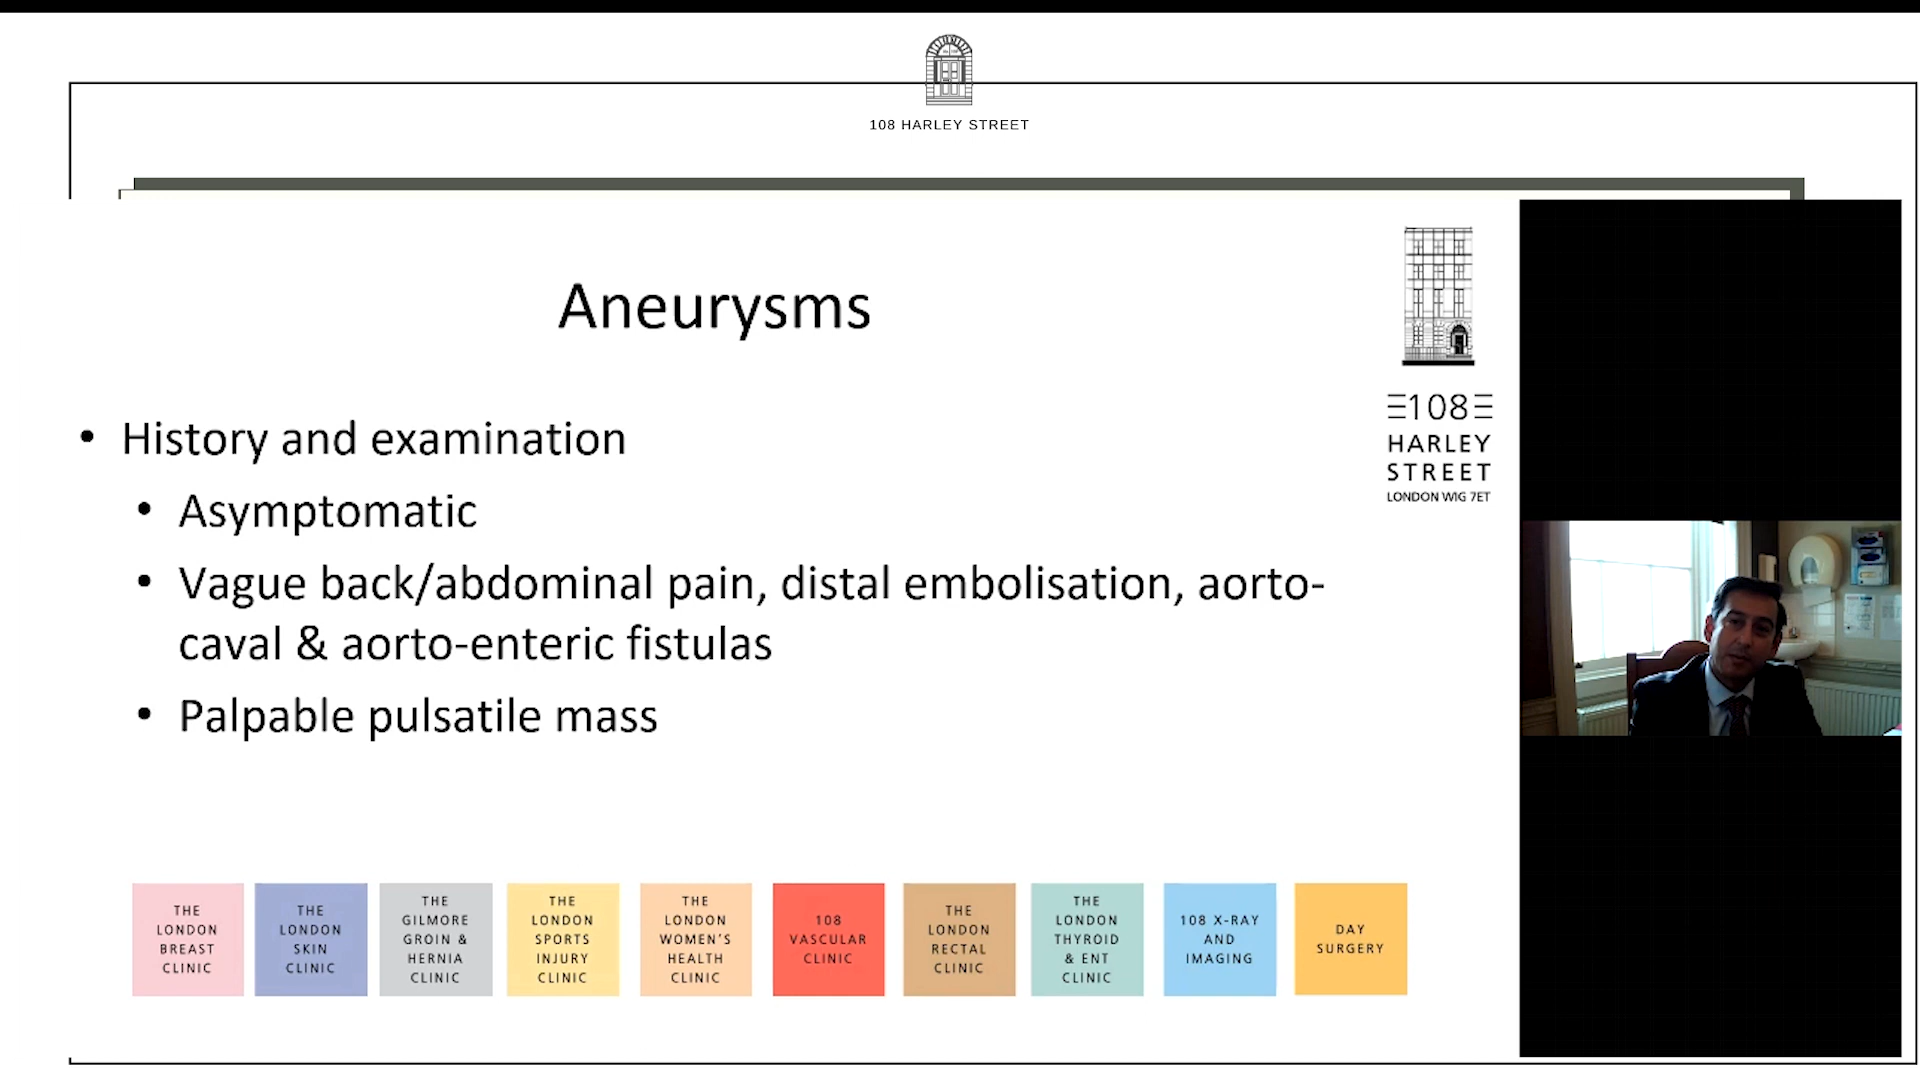 108 HARLEY STREET
Aneurysms
• History and examination
• Asymptomatic
• Vague back/abdominal pain, distal embolisation, aorto-
caval & aorto-enteric fistulas
• Palpable pulsatile mass
108
HARLEY
STREET
LONDON W1G 7ET
THE
LONDON
BREAST
CLINIC
THE
LONDON
SKIN
CLINIC
THE
GILMORE
GROIN &
HERNIA
CLINIC
THE
LONDON
SPORTS
INJURY
CLINIC
THE
LONDON
WOMEN'S
HEALTH
CLINIC
108
VASCULAR
CLINIC
THE
LONDON
RECTAL
CLINIC
THE
LONDON
THYROID
& ENT
CLINIC
108 X-RAY
AND
IMAGING
DAY
SURGERY